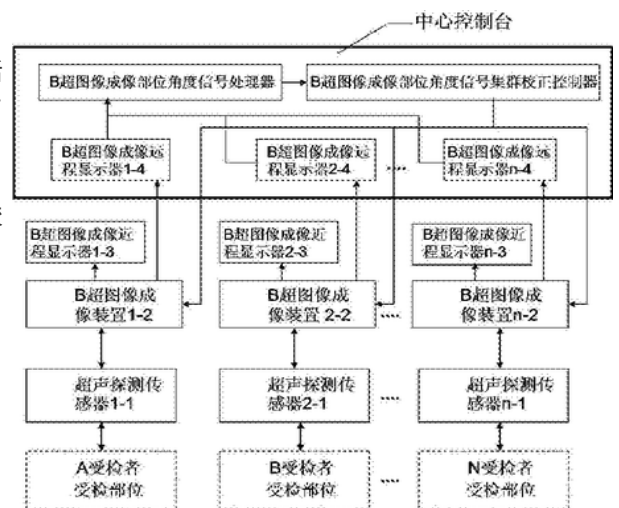 中心控制台
B超图像成像部位角度信号处理器
B超图像成像部位角度信号集群校正控制器
B超图像成像远
程显示器1-4
B超图像成像远
程显示器2-4
....
B超图像成像远
程显示器n-4
B超图像成像近
程显示器1-3
B超图像成像近
程显示器2-3
B超图像成像近
程显示器n-3
B超图像成
像装置1-2
B超图像成
像装置 2-2
....
B超图像成
像装置n-2
超声探测传
感器1-1
超声探测传
感器2-1
....
超声探测传
感器n-1
A受检者
受检部位
B受检者
受检部位
....
N受检者
受检部位